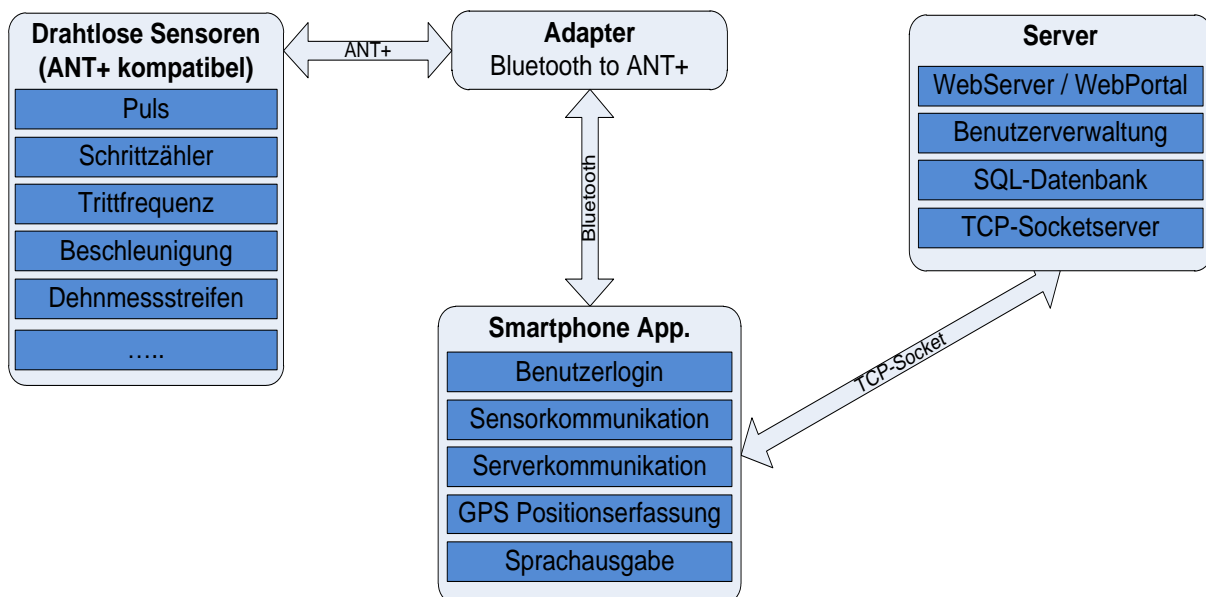 Drahtlose Sensoren
(ANT+ kompatibel)
Puls
Schrittzähler
Trittfrequenz
Beschleunigung
Dehnmessstreifen
.....
ANT+
Adapter
Bluetooth to ANT+
Bluetooth
Smartphone App.
Benutzerlogin
Sensorkommunikation
Serverkommunikation
GPS Positionserfassung
Sprachausgabe
TCP-Socket
Server
WebServer / WebPortal
Benutzerverwaltung
SQL-Datenbank
TCP-Socketserver